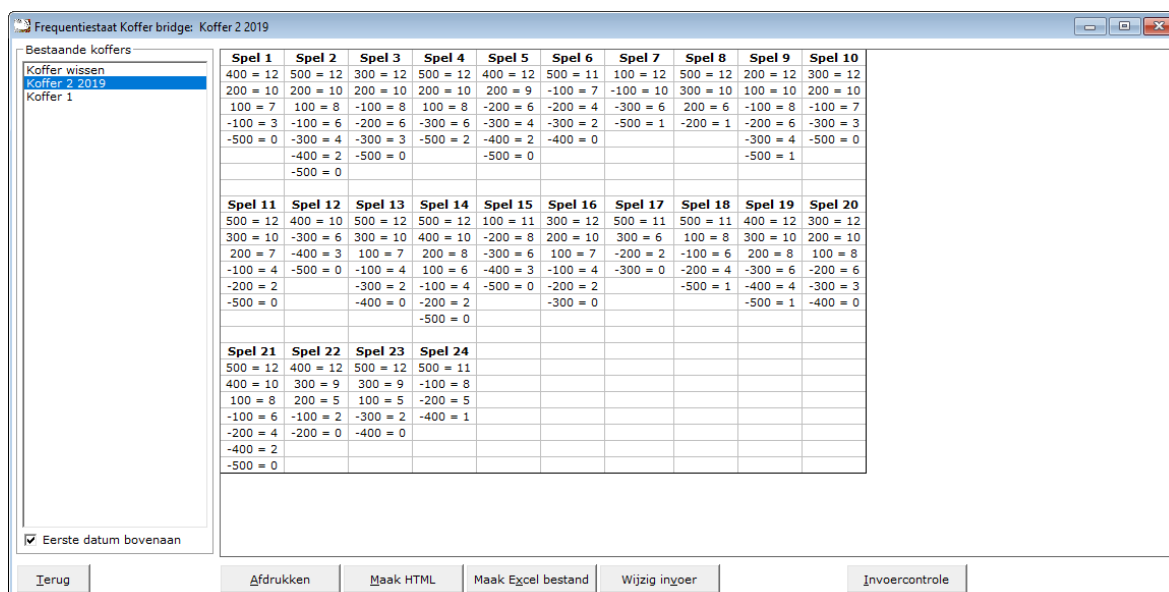 Frequentiestaat Koffer bridge: Koffer 2 2019
Bestaande koffers
Koffer wissen
Koffer 2 2019
Koffer 1
Spel 1 Spel 2 Spel 3 Spel 4 Spel 5 Spel 6 Spel 7 Spel 8 Spel 9 Spel 10
400 = 12 500 = 12 300 = 12 500 = 12 400 = 12 500 = 11 100 = 12 500 = 12 200 = 12 300 = 12
200 = 10 200 = 10 200 = 10 200 = 10 200 = 9 -100 = 7 -100 = 10 300 = 10 100 = 10 200 = 10
100 = 7 100 = 8 -100 = 8 100 = 8 -200 = 6 -200 = 4 -300 = 6 200 = 6 -100 = 8 -100 = 7
-100 = 3 -100 = 6 -200 = 6 -300 = 6 -300 = 4 -300 = 2 -500 = 1 -200 = 1 -200 = 6 -300 = 3
-500 = 0 -300 = 4 -300 = 3 -500 = 2 -400 = 2 -400 = 0 -300 = 4 -500 = 0
-400 = 2 -500 = 0 -500 = 0 -500 = 1
-500 = 0
Spel 11 Spel 12 Spel 13 Spel 14 Spel 15 Spel 16 Spel 17 Spel 18 Spel 19 Spel 20
500 = 12 400 = 10 500 = 12 500 = 12 100 = 11 300 = 12 500 = 11 500 = 11 400 = 12 300 = 12
300 = 10 -300 = 6 300 = 10 400 = 10 -200 = 8 200 = 10 300 = 6 100 = 8 300 = 10 200 = 10
200 = 7 -400 = 3 100 = 7 200 = 8 -300 = 6 100 = 7 -200 = 2 -100 = 6 200 = 8 100 = 8
-100 = 4 -500 = 0 -100 = 4 100 = 6 -400 = 3 -100 = 4 -300 = 0 -200 = 4 -300 = 6 -200 = 6
-200 = 2 -300 = 2 -100 = 4 -500 = 0 -200 = 2 -500 = 1 -400 = 4 -300 = 3
-500 = 0 -400 = 0 -200 = 2 -300 = 0 -500 = 1 -400 = 0
-500 = 0
Spel 21 Spel 22 Spel 23 Spel 24
500 = 12 400 = 12 500 = 12 500 = 11
400 = 10 300 = 9 300 = 9 -100 = 8
100 = 8 200 = 5 100 = 5 -200 = 5
-100 = 6 -100 = 2 -300 = 2 -400 = 1
-200 = 4 -200 = 0 -400 = 0
-400 = 2
-500 = 0
Eerste datum bovenaan
Terug Afdrukken Maak HTML Maak Excel bestand Wijzig invoer Invoercontrole